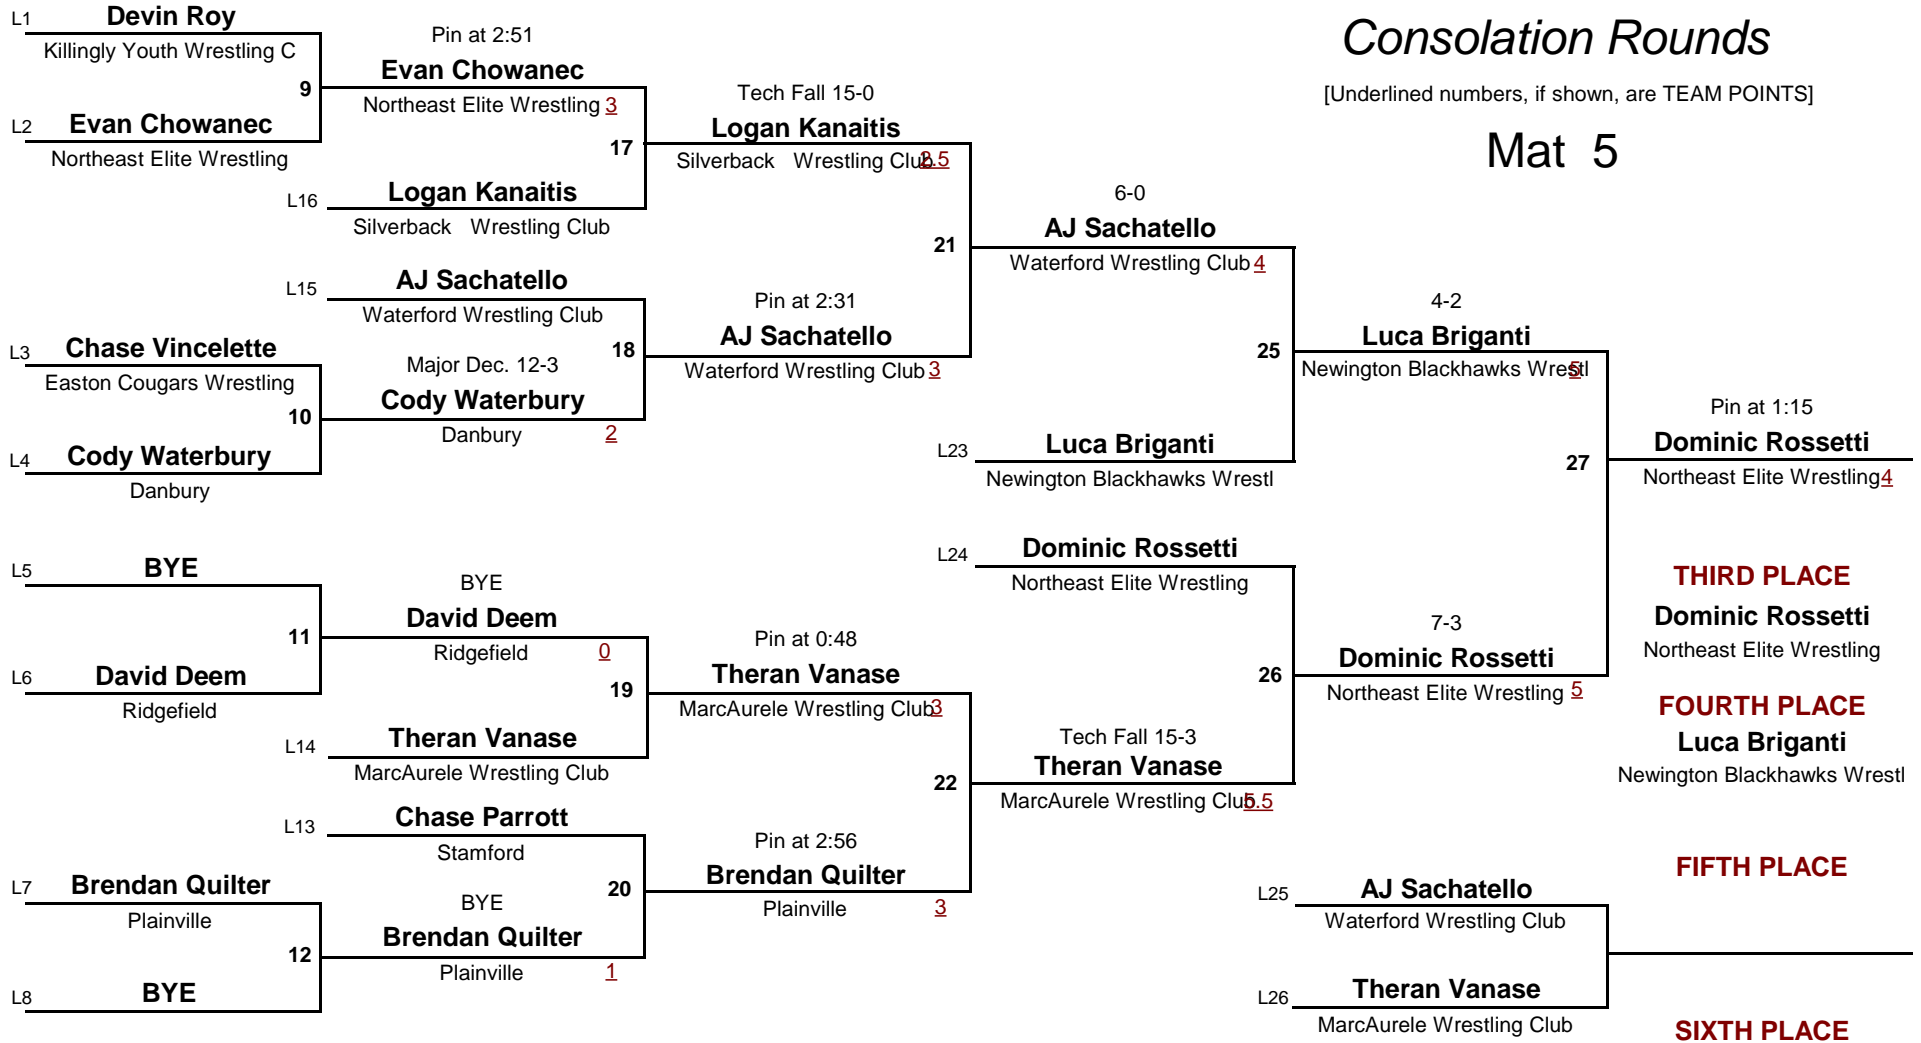 Consolation Rounds
[Underlined numbers, if shown, are TEAM POINTS]
Mat 5
L1 Devin Roy
Killingly Youth Wrestling C
9
L2 Evan Chowanec
Northeast Elite Wrestling
Pin at 2:51
Evan Chowanec
Northeast Elite Wrestling 3
17
L16 Logan Kanaitis
Silverback Wrestling Club
L15 AJ Sachatello
Waterford Wrestling Club
18
L3 Chase Vincelette
Easton Cougars Wrestling
10
L4 Cody Waterbury
Danbury
Major Dec. 12-3
Cody Waterbury
Danbury 2
L5 BYE
11
L6 David Deem
Ridgefield
BYE
David Deem
Ridgefield 0
19
L14 Theran Vanase
MarcAurele Wrestling Club
L13 Chase Parrott
Stamford
20
L7 Brendan Quilter
Plainville
12
L8 BYE
BYE
Brendan Quilter
Plainville 1
Tech Fall 15-0
Logan Kanaitis
Silverback Wrestling Club 2.5
21
Pin at 2:31
AJ Sachatello
Waterford Wrestling Club 3
Pin at 0:48
Theran Vanase
MarcAurele Wrestling Club 3
22
Pin at 2:56
Brendan Quilter
Plainville 3
6-0
AJ Sachatello
Waterford Wrestling Club 4
25
L23 Luca Briganti
Newington Blackhawks Wrestl
L24 Dominic Rossetti
Northeast Elite Wrestling
26
Tech Fall 15-3
Theran Vanase
MarcAurele Wrestling Club 5.5
4-2
Luca Briganti
Newington Blackhawks Wrestl 5
27
7-3
Dominic Rossetti
Northeast Elite Wrestling 5
Pin at 1:15
Dominic Rossetti
Northeast Elite Wrestling 4
THIRD PLACE
Dominic Rossetti
Northeast Elite Wrestling
FOURTH PLACE
Luca Briganti
Newington Blackhawks Wrestl
FIFTH PLACE
L25 AJ Sachatello
Waterford Wrestling Club
L26 Theran Vanase
MarcAurele Wrestling Club
SIXTH PLACE